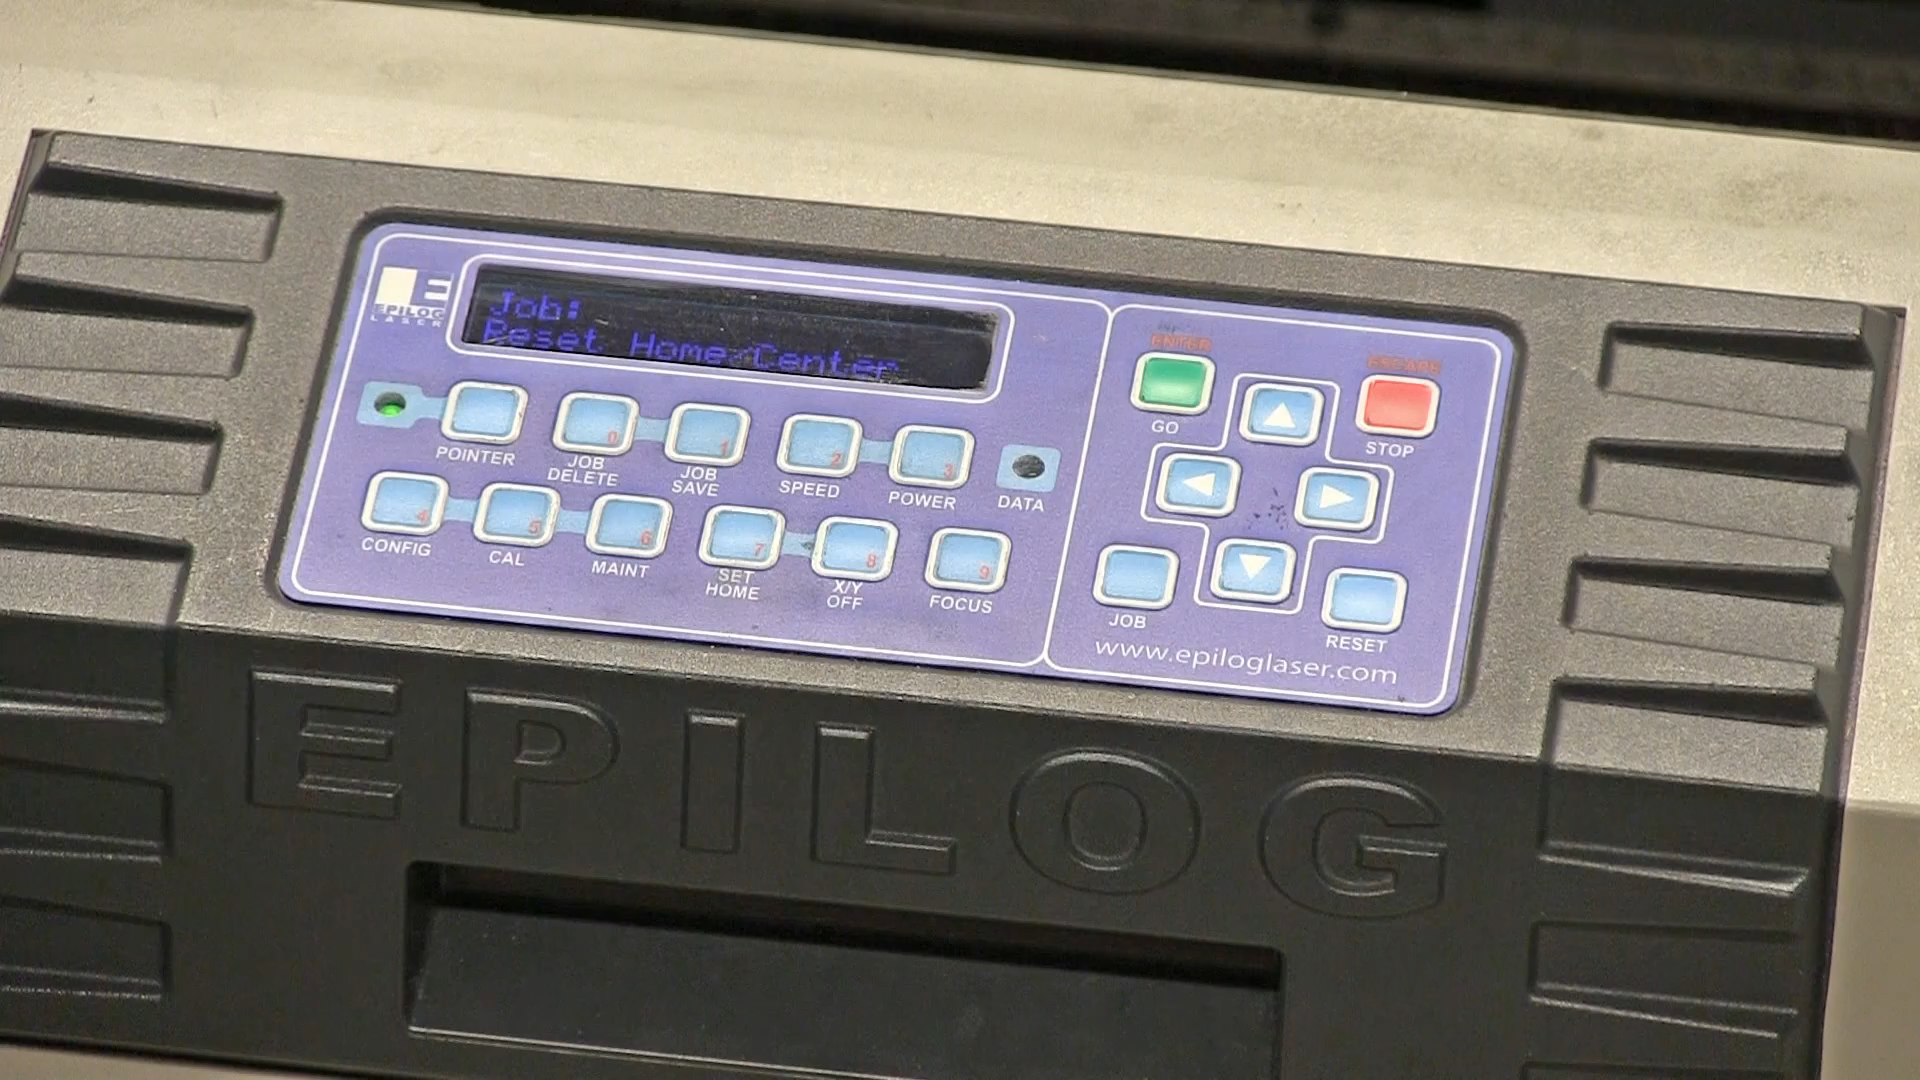 EPILOG
LASER
Job:
Reset Home/Center
POINTER
0
JOB
DELETE
1
JOB
SAVE
2
SPEED
3
POWER
DATA
4
CONFIG
5
CAL
6
MAINT
7
SET
HOME
8
X/Y
OFF
9
FOCUS
ENTER
GO
ESCAPE
STOP
JOB
RESET
www.epiloglaser.com
EPILOG